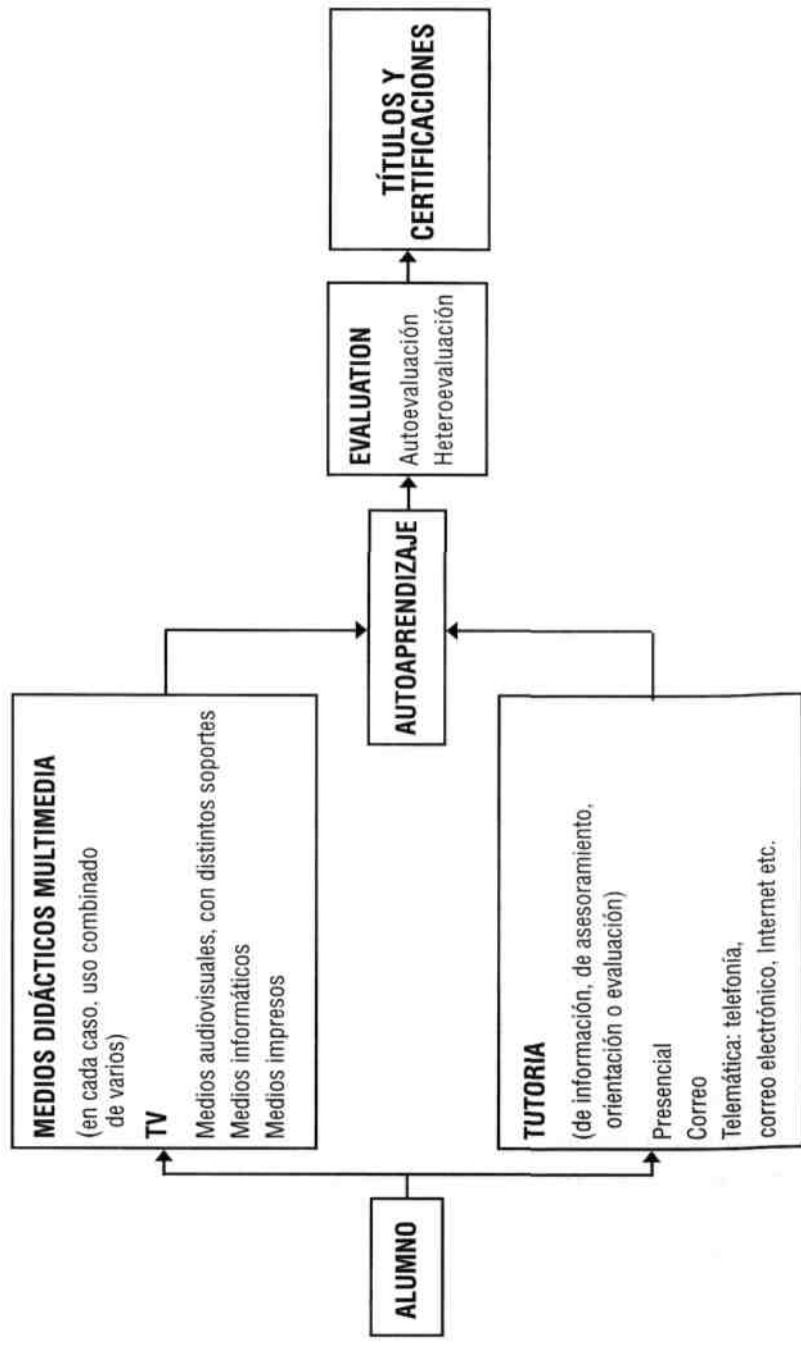 ALUMNO
MEDIOS DIDÁCTICOS MULTIMEDIA
(en cada caso, uso combinado
de varios)
TV
Medios audiovisuales, con distintos soportes
Medios informáticos
Medios impresos
TUTORIA
(de información, de asesoramiento,
orientación o evaluación)
Presencial
Correo
Telemática: telefonía,
correo electrónico, Internet etc.
AUTOAPRENDIZAJE
EVALUATION
Autoevaluación
Heteroevaluación
TÍTULOS Y
CERTIFICACIONES